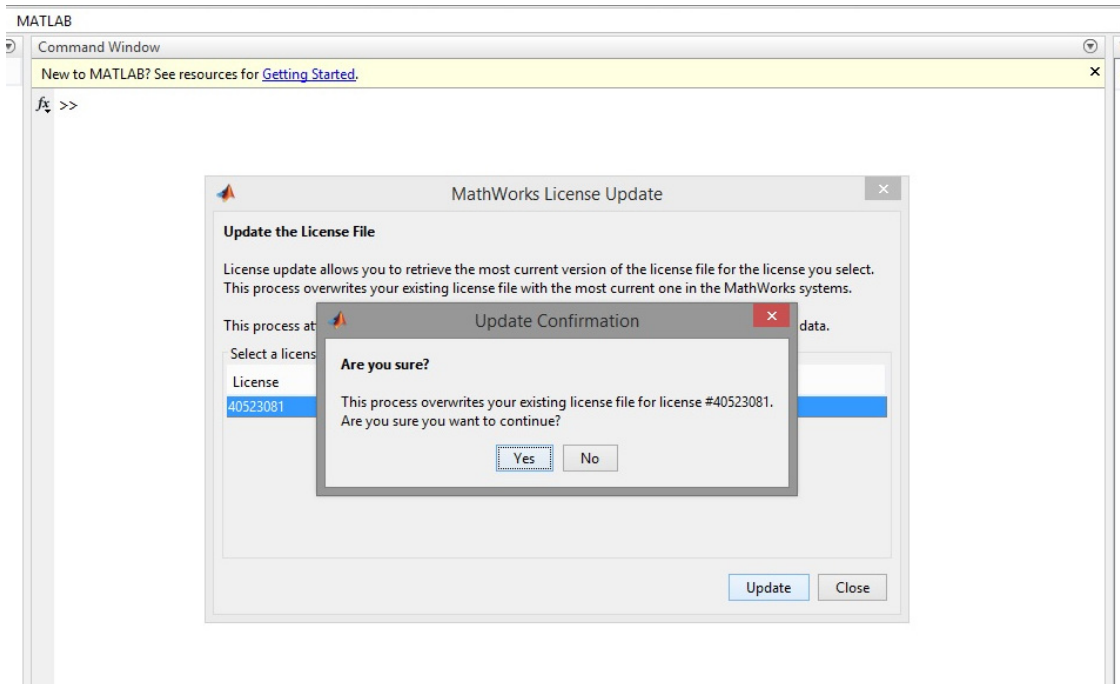 MATLAB
Command Window
New to MATLAB? See resources for Getting Started.
fx >>
MathWorks License Update
Update the License File
License update allows you to retrieve the most current version of the license file for the license you select.
This process overwrites your existing license file with the most current one in the MathWorks systems.
This process at
data.
Select a licens
License
40523081
Update Confirmation
Are you sure?
This process overwrites your existing license file for license #40523081.
Are you sure you want to continue?
Yes No
Update Close